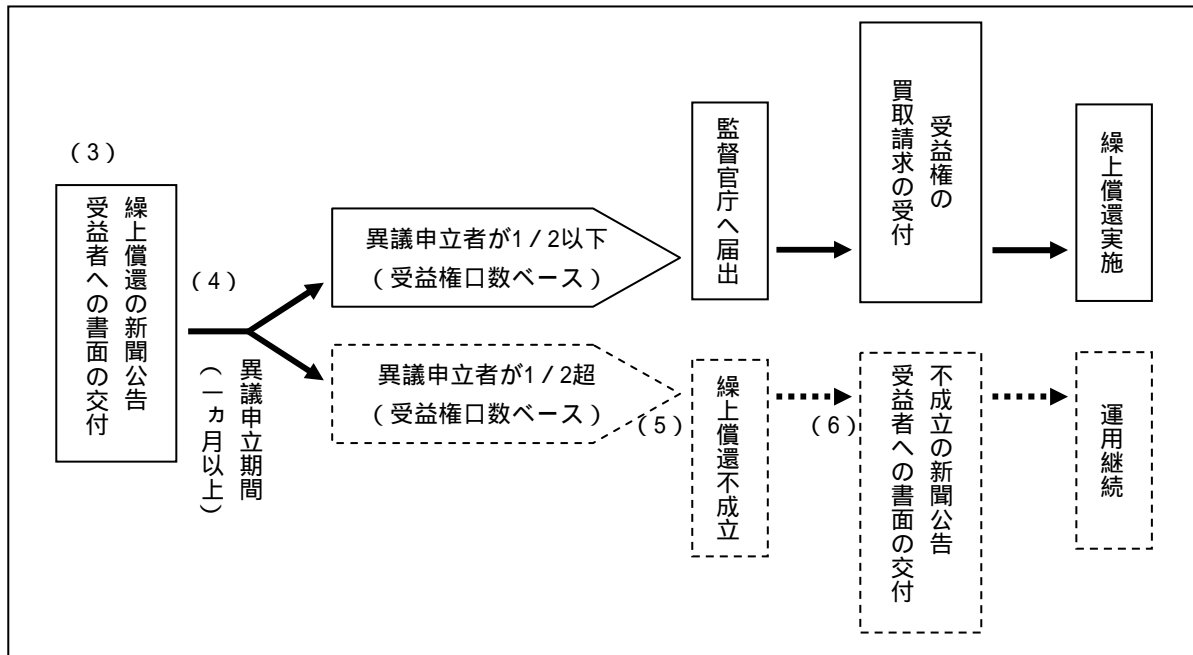 (3)
繰上償還の新聞公告
受益者への書面の交付
(4)
異議申立期間
(一ヵ月以上)
異議申立者が1/2以下
(受益権口数ベース)
監督官庁へ届出
受益権の
買取請求の受付
繰上償還実施
異議申立者が1/2超
(受益権口数ベース)
(5)
繰上償還不成立
(6)
不成立の新聞公告
受益者への書面の交付
運用継続